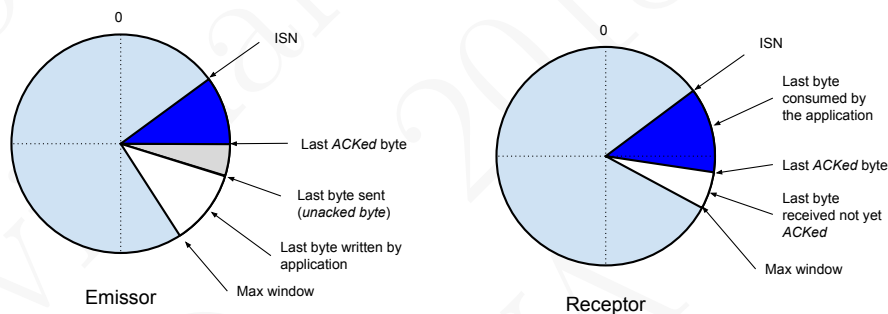 0
ISN
Last ACKed byte
Last byte sent
(unacked byte)
Last byte written by
application
Max window
Emissor
0
ISN
Last byte
consumed by
the application
Last ACKed byte
Last byte
received not yet
ACKed
Max window
Receptor